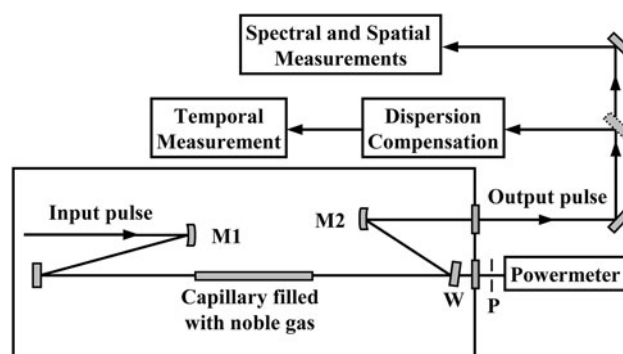 Spectral and Spatial
Measurements
Temporal
Measurement
Dispersion
Compensation
Input pulse
M1
M2
Output pulse
Capillary filled
with noble gas
W
P
Powermeter